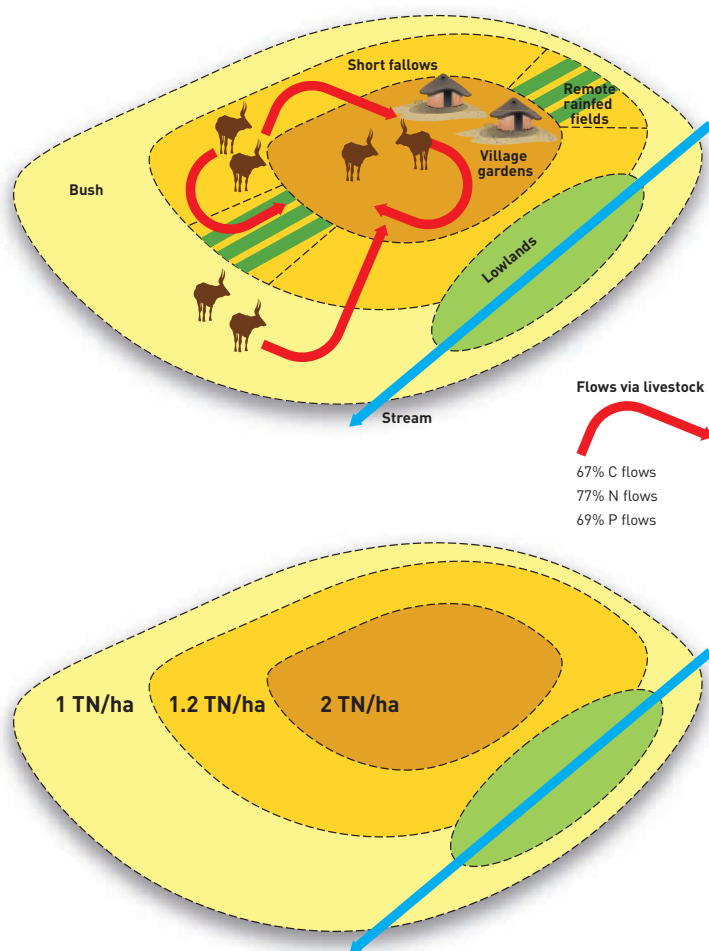 Short fallows
Remote
rainfed
fields
Village
gardens
Bush
Lowlands
Stream
Flows via livestock
67% C flows
77% N flows
69% P flows
1 TN/ha
1.2 TN/ha
2 TN/ha